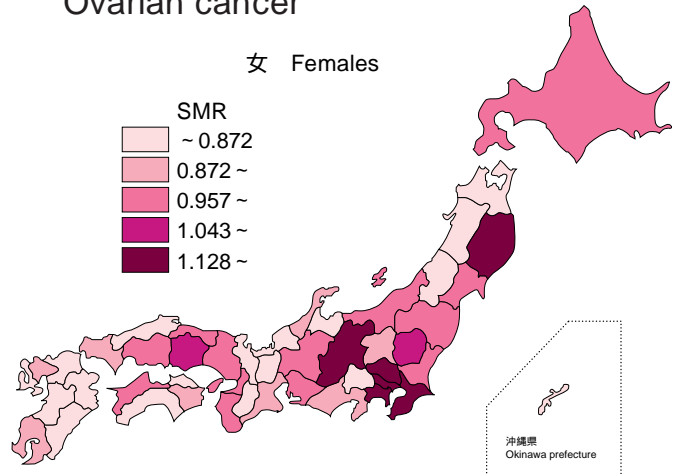 Ovarian cancer
女 Females
SMR
~ 0.872
0.872 ~
0.957 ~
1.043 ~
1.128 ~
沖縄県
Okinawa prefecture